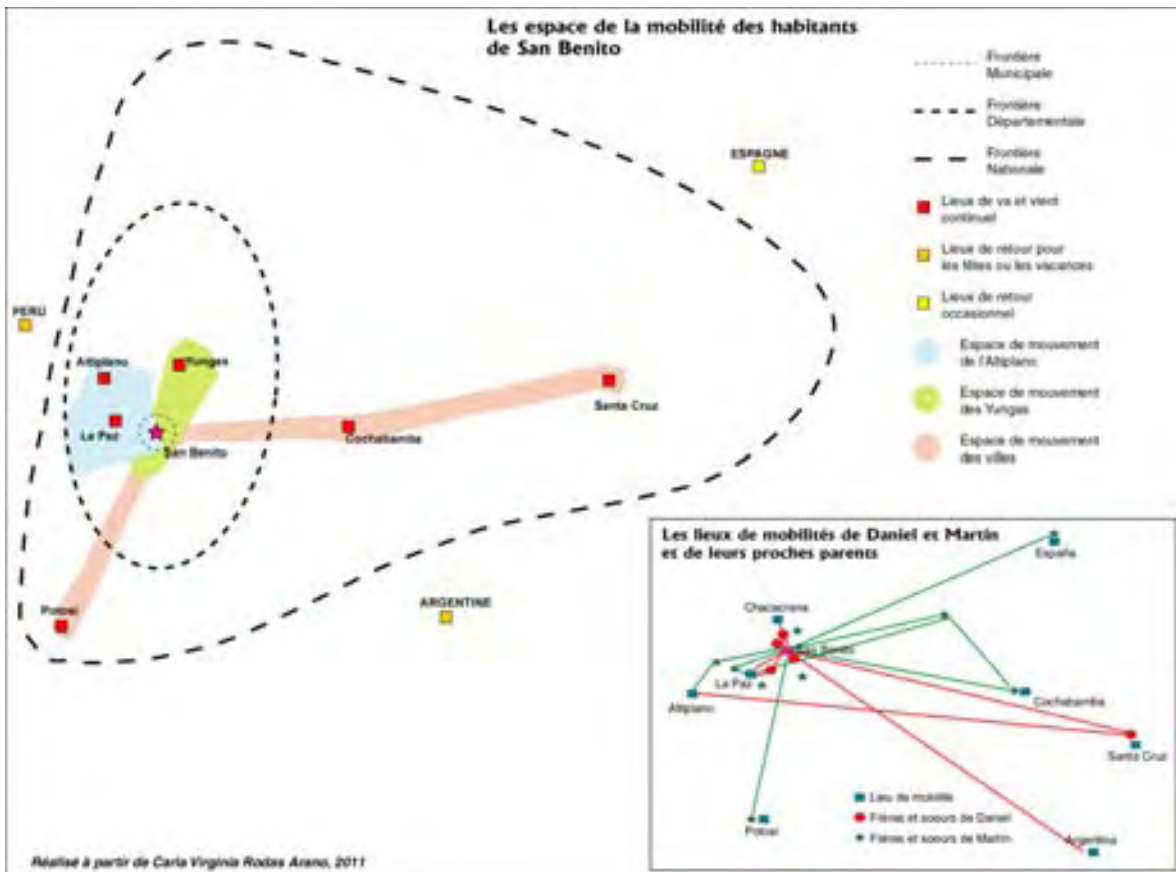 Les espace de la mobilité des habitants
de San Benito
Frontière
Municipale
Frontière
Départementale
Frontière
Nationale
Lieux de va et vient
continuel
Lieux de retour pour
les fêtes ou les vacances
Lieux de retour
occasionnel
Espace de mouvement
de l'Altiplano
Espace de mouvement
des Yungas
Espace de mouvement
des villes
ESPAGNE
PERÚ
Altiplano
Yungas
La Paz
San Benito
Cochabamba
Santa Cruz
Potosi
ARGENTINE
Les lieux de mobilités de Daniel et Martin
et de leurs proches parents
España
San Benito
La Paz
Altiplano
Cochabamba
Santa Cruz
Potosi
Argentina
Lieu de mobilité
Frères et soeurs de Daniel
Frères et soeurs de Martin
Réalisé à partir de Carla Virginia Rodas Arano, 2011